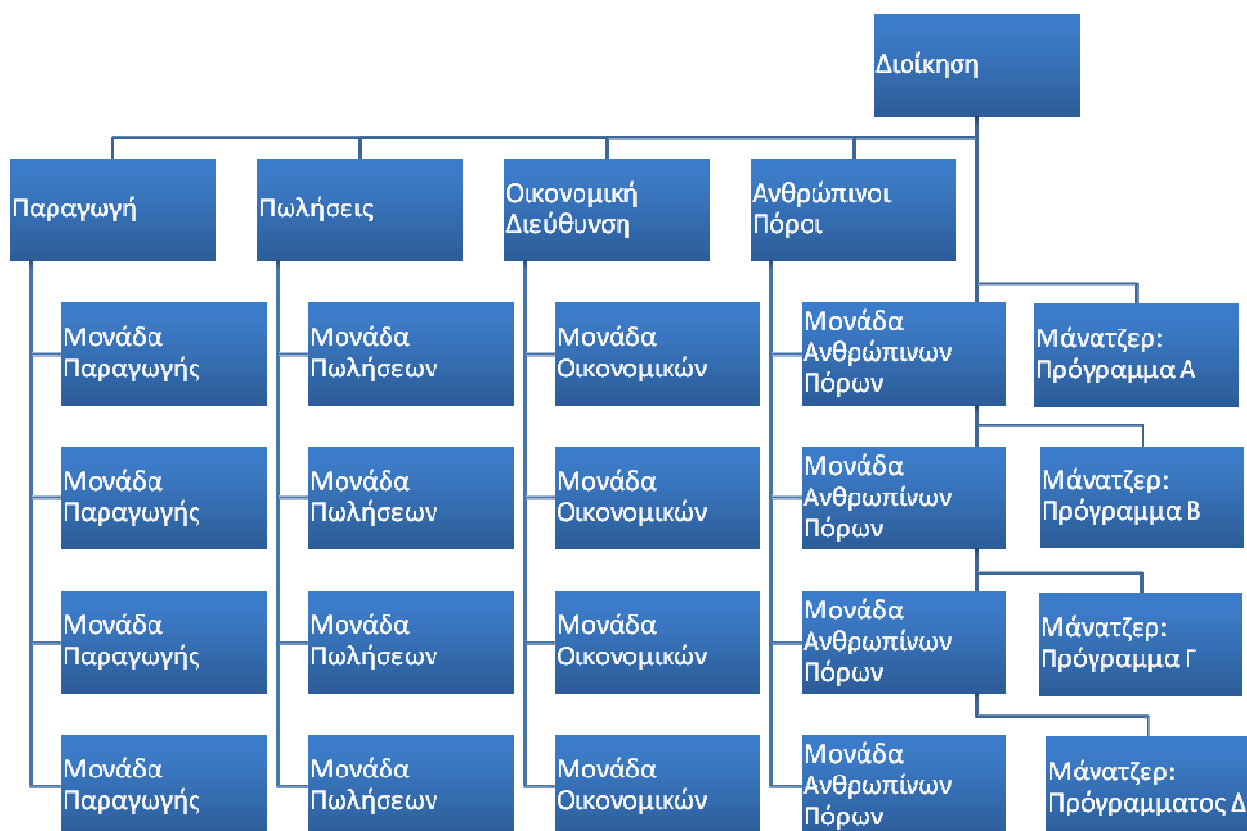 Διοίκηση
Παραγωγή
Πωλήσεις
Οικονομική
Διεύθυνση
Ανθρώπινοι
Πόροι
Μονάδα
Παραγωγής
Μονάδα
Πωλήσεων
Μονάδα
Οικονομικών
Μονάδα
Ανθρώπινων
Πόρων
Μάνατζερ:
Πρόγραμμα Α
Μονάδα
Παραγωγής
Μονάδα
Πωλήσεων
Μονάδα
Οικονομικών
Μονάδα
Ανθρωπίνων
Πόρων
Μάνατζερ:
Πρόγραμμα Β
Μονάδα
Παραγωγής
Μονάδα
Πωλήσεων
Μονάδα
Οικονομικών
Μονάδα
Ανθρωπίνων
Πόρων
Μάνατζερ:
Πρόγραμμα Γ
Μονάδα
Παραγωγής
Μονάδα
Πωλήσεων
Μονάδα
Οικονομικών
Μονάδα
Ανθρωπίνων
Πόρων
Μάνατζερ:
Προγράμματος Δ